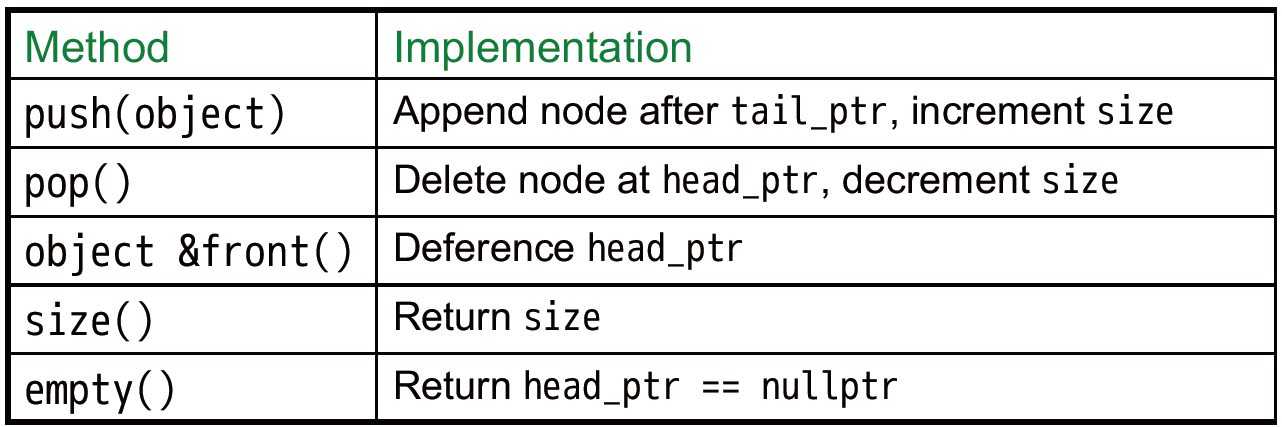 Method Implementation
push(object) Append node after tail_ptr, increment size
pop() Delete node at head_ptr, decrement size
object &front() Deference head_ptr
size() Return size
empty() Return head_ptr == nullptr